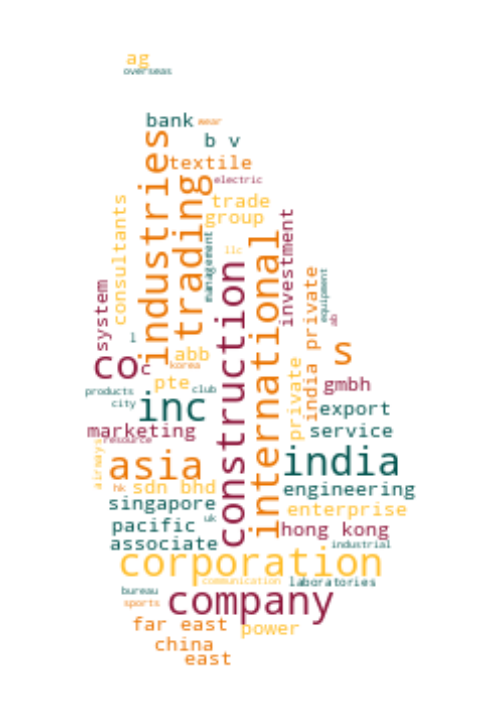 ag
overseas
bank
wear
b v
industries
textile
trading
electric
consultants
trade
group
management
llc
investment
international
construction
system
india private
equipment
ab
l
co
c
abb
korea
s
products
city
pte
club
inc
private
gmbh
export
marketing
resource
service
airways
asia
india
hk
sdn bhd
engineering
singapore
uk
enterprise
pacific
hong kong
associate
industrial
corporation
communication
laboratories
bureau
sports
company
far east
power
china
east